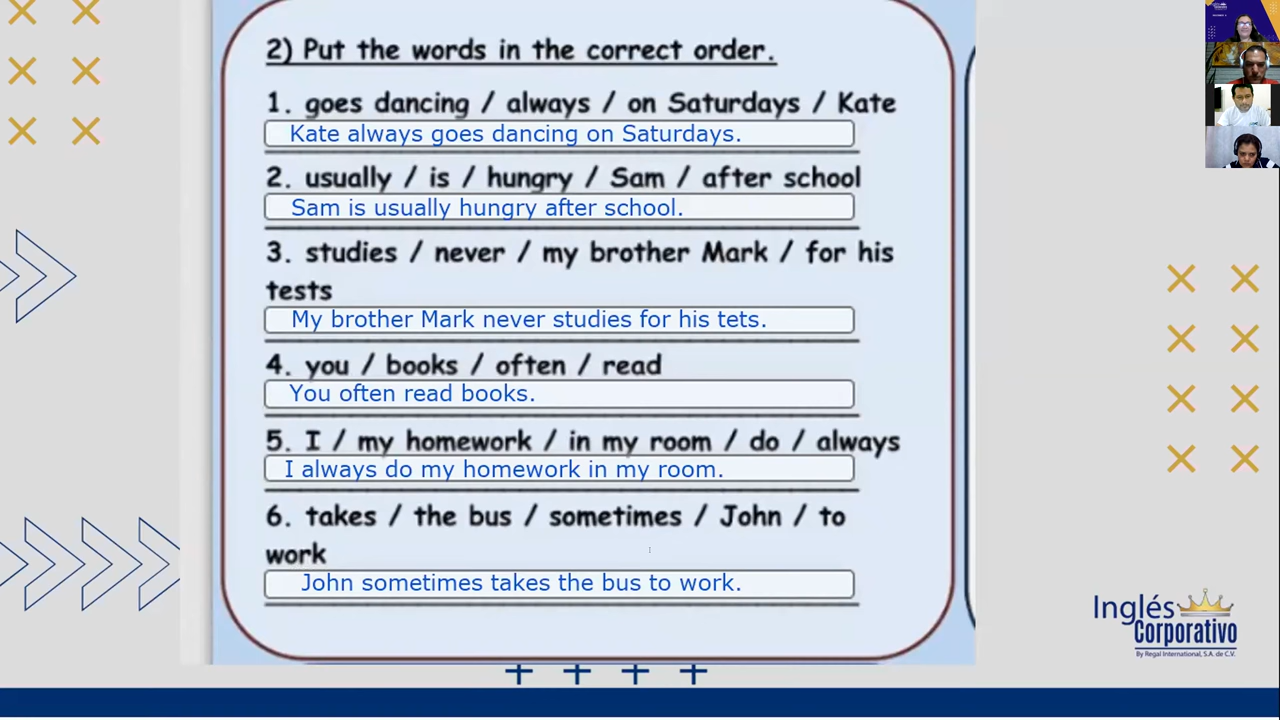 2) Put the words in the correct order.
1. goes dancing / always / on Saturdays / Kate
Kate always goes dancing on Saturdays.
2. usually / is / hungry / Sam / after school
Sam is usually hungry after school.
3. studies / never / my brother Mark / for his
tests
My brother Mark never studies for his tets.
4. you / books / often / read
You often read books.
5. I / my homework / in my room / do / always
I always do my homework in my room.
6. takes / the bus / sometimes / John / to
work
John sometimes takes the bus to work.
Inglés
Corporativo
By Regal International, S.A. de C.V.